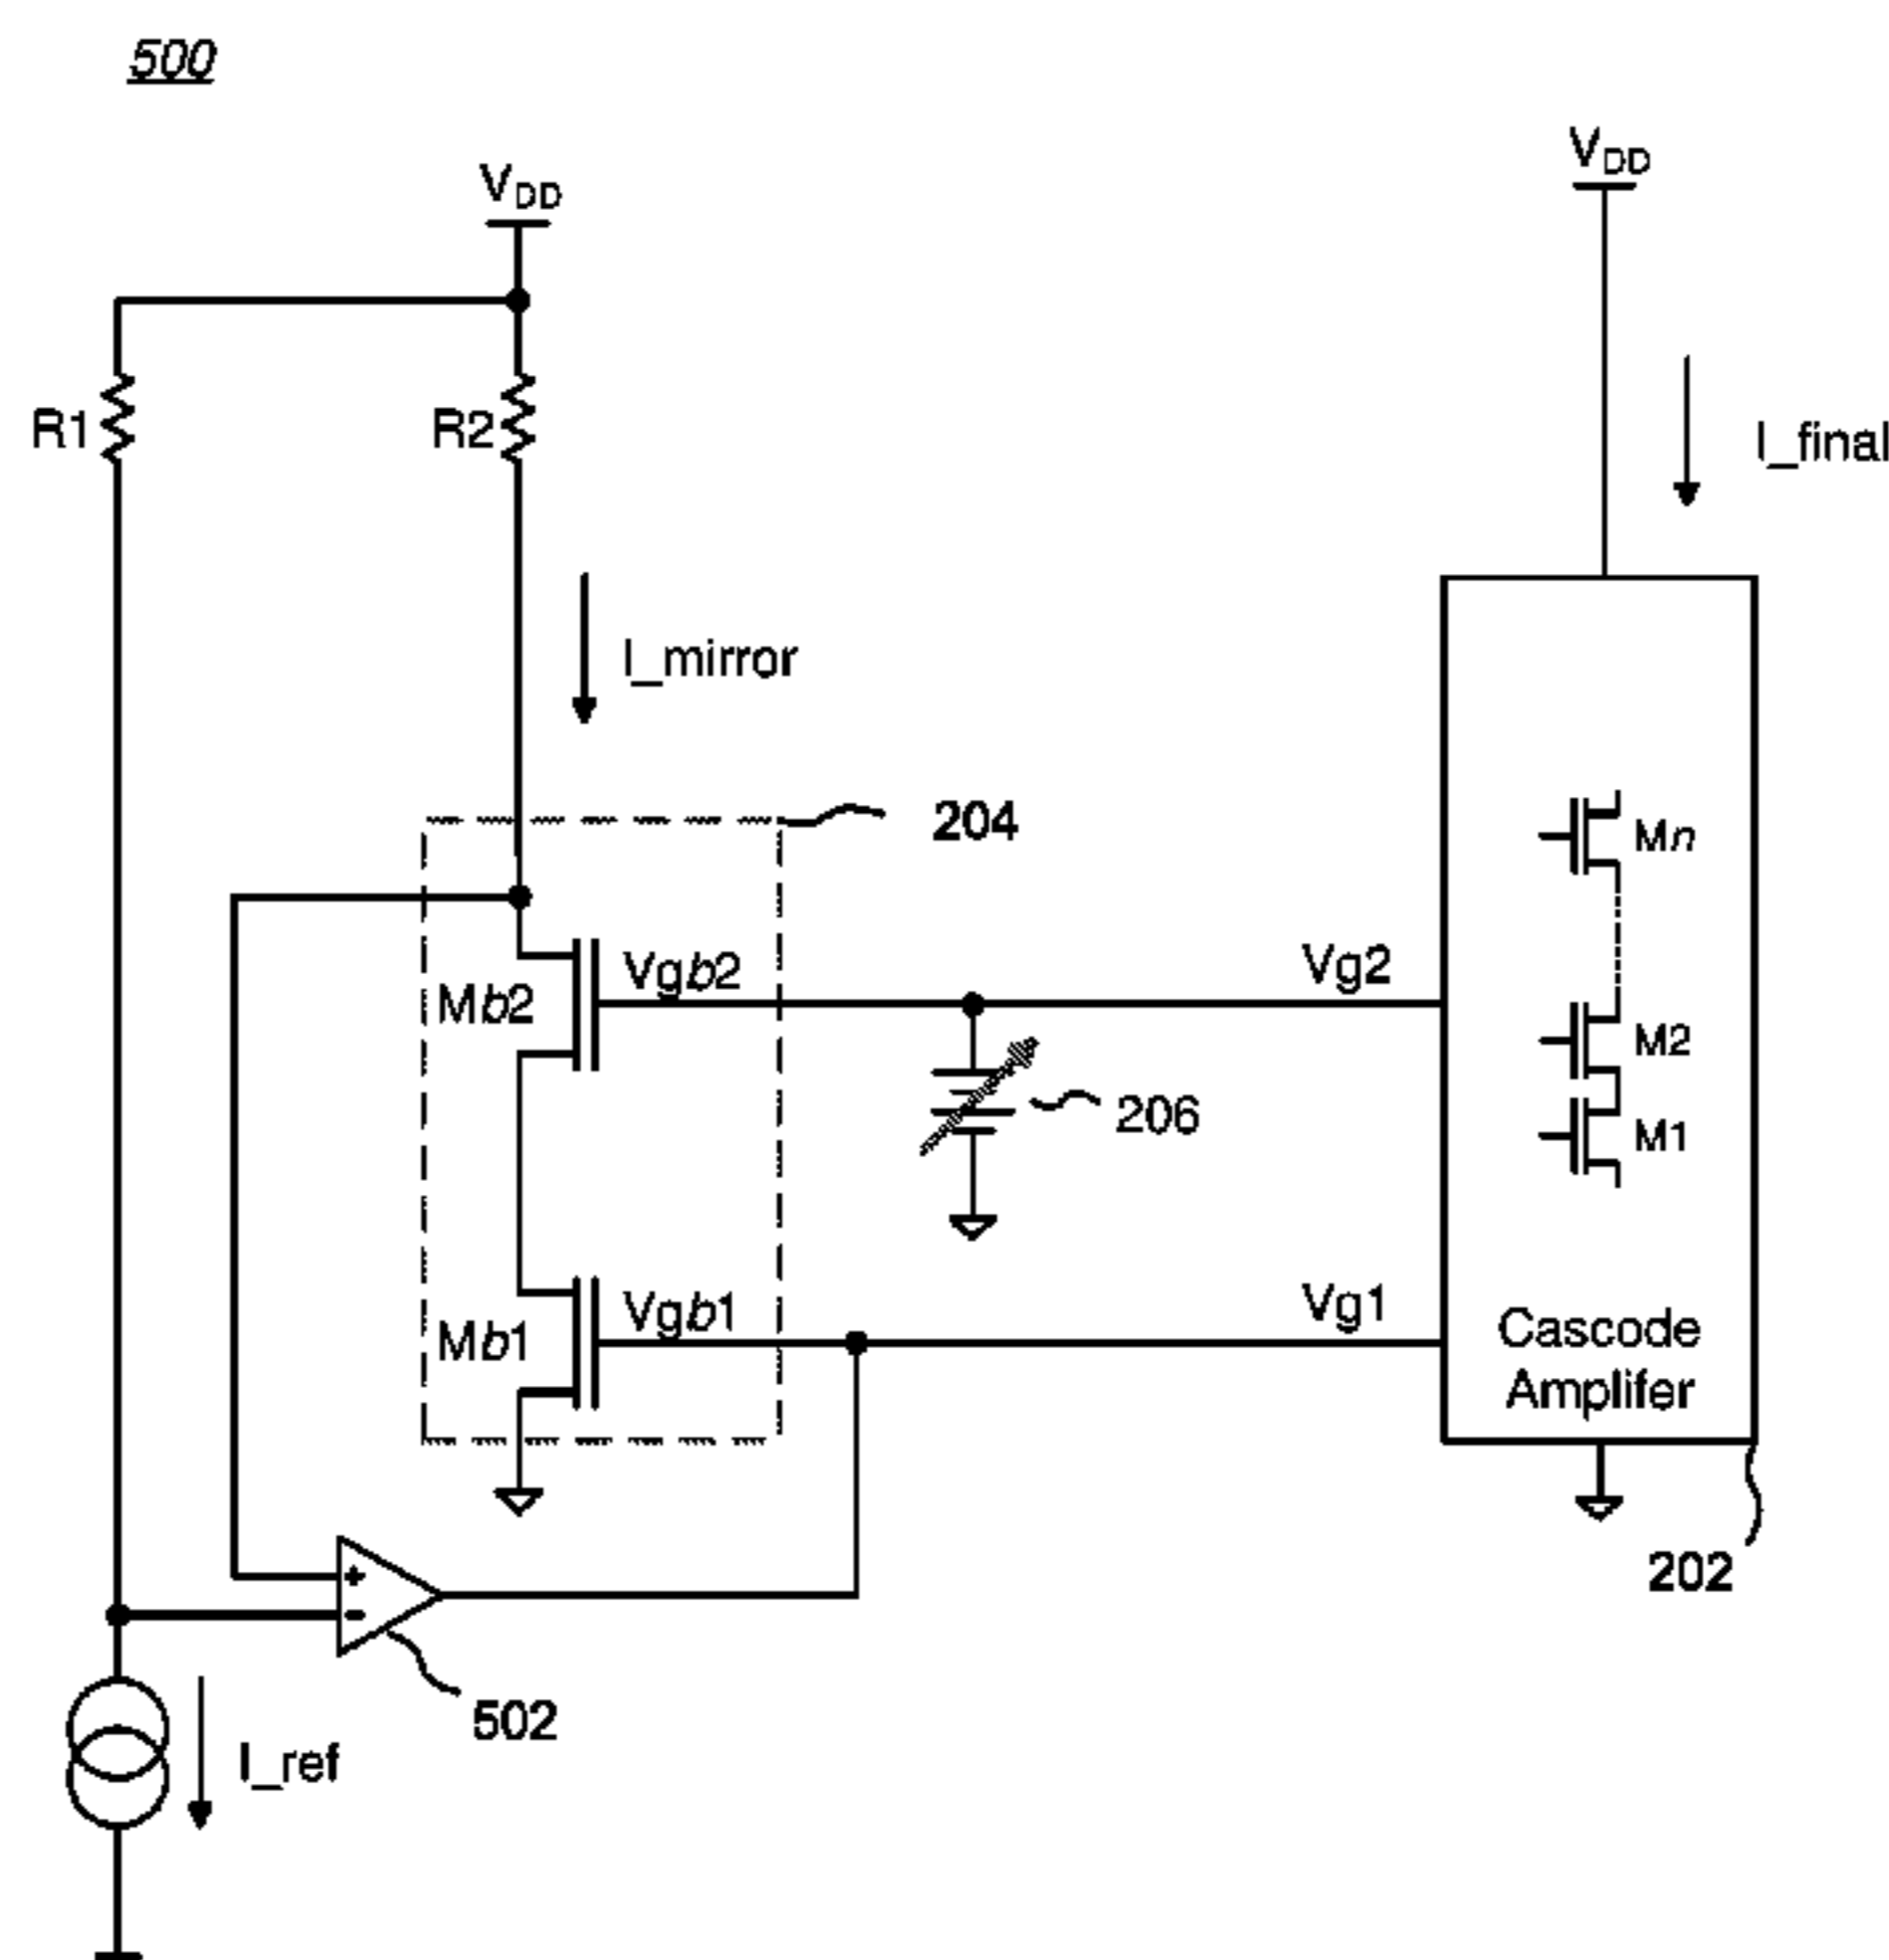 500
VDD
VDD
R1
R2
I_final
I_mirror
204
Mn
Vgb2
Vg2
Mb2
M2
206
M1
Vgb1
Vg1
Mb1
Cascode
Amplifer
+
-
202
502
I_ref